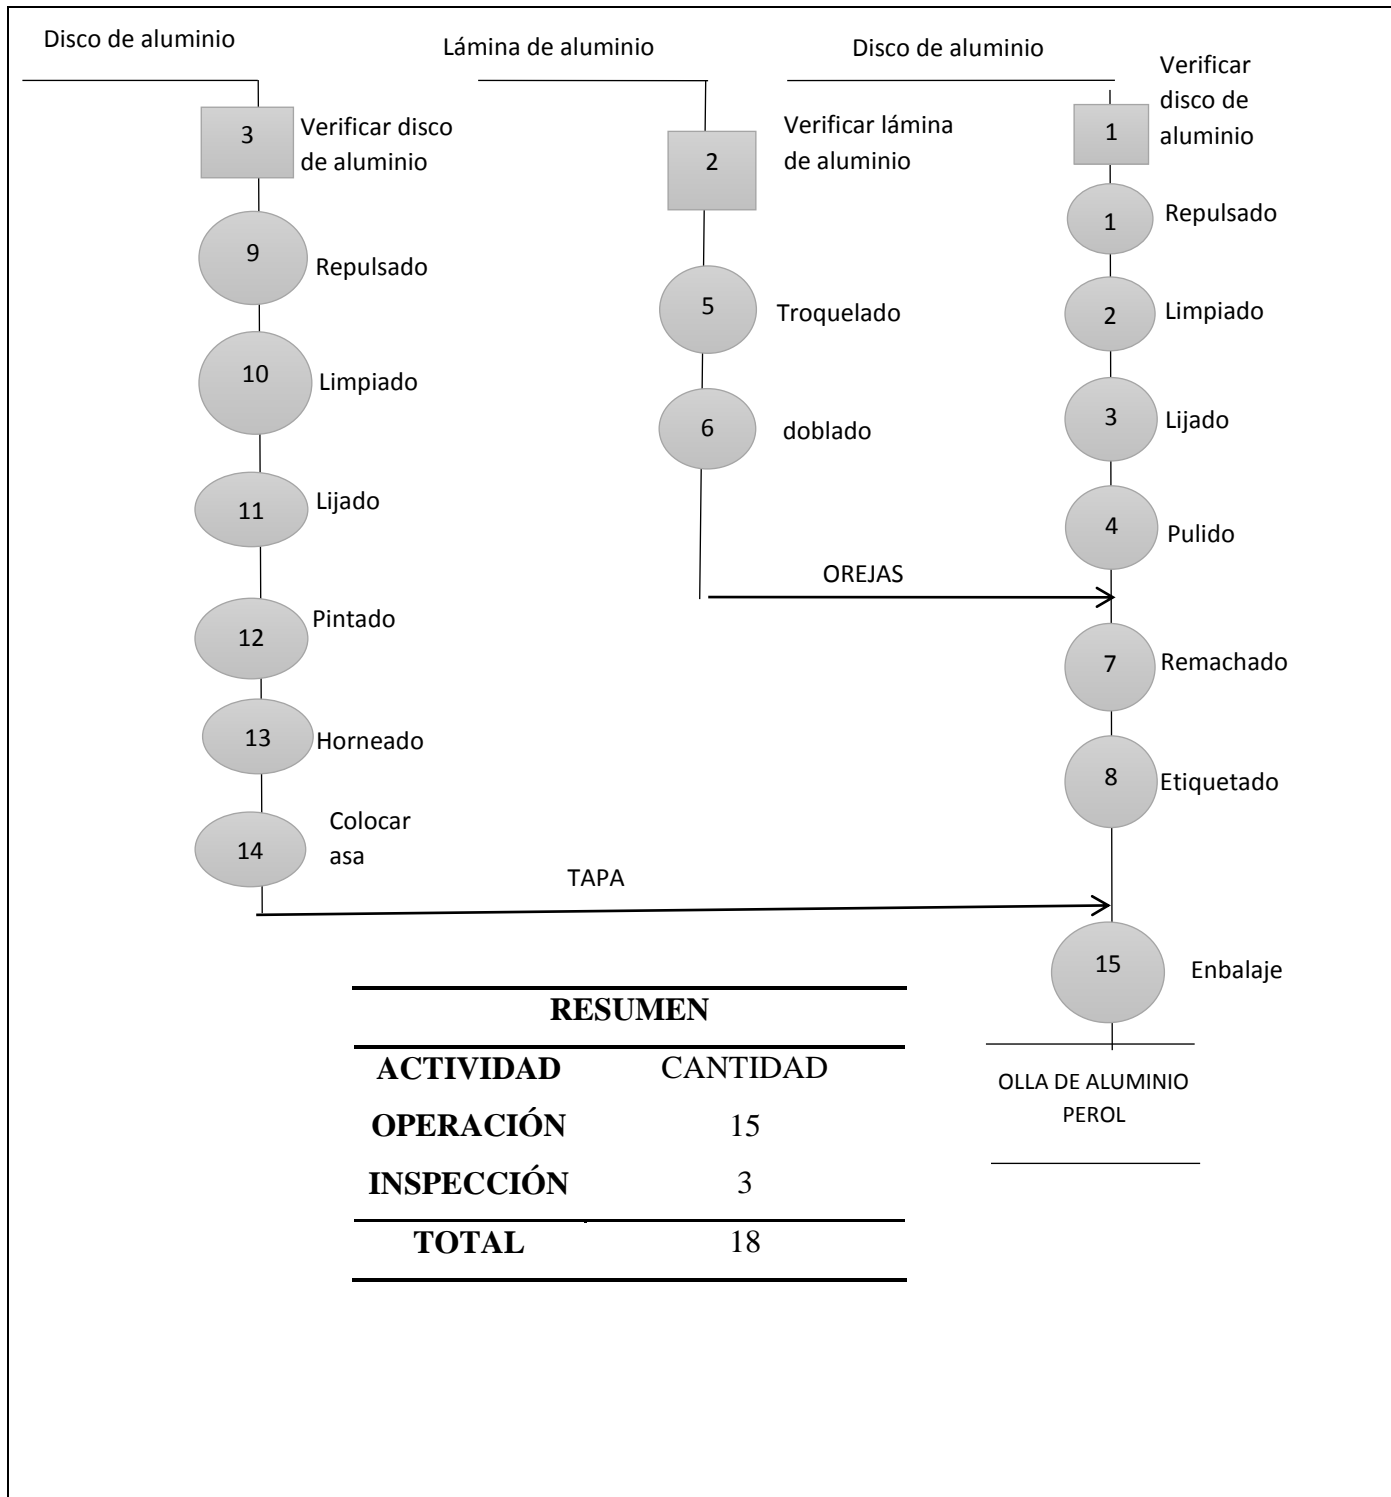 Disco de aluminio
Lámina de aluminio
Disco de aluminio
3
Verificar disco
de aluminio
9
Repulsado
10
Limpiado
11
Lijado
12
Pintado
13
Horneado
14
Colocar
asa
TAPA
2
Verificar lámina
de aluminio
5
Troquelado
6
doblado
OREJAS
1
Verificar
disco de
aluminio
1
Repulsado
2
Limpiado
3
Lijado
4
Pulido
7
Remachado
8
Etiquetado
15
Enbalaje
OLLA DE ALUMINIO
PEROL
RESUMEN
ACTIVIDAD CANTIDAD
OPERACIÓN 15
INSPECCIÓN 3
TOTAL 18